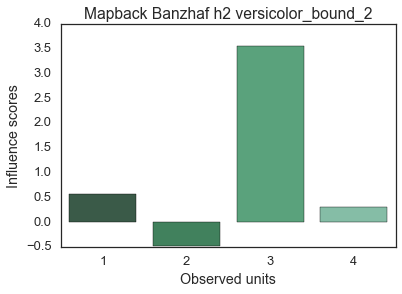 Mapback Banzhaf h2 versicolor_bound_2
4.0
3.5
3.0
2.5
2.0
1.5
1.0
0.5
0.0
−0.5
Influence scores
1 2 3 4
Observed units